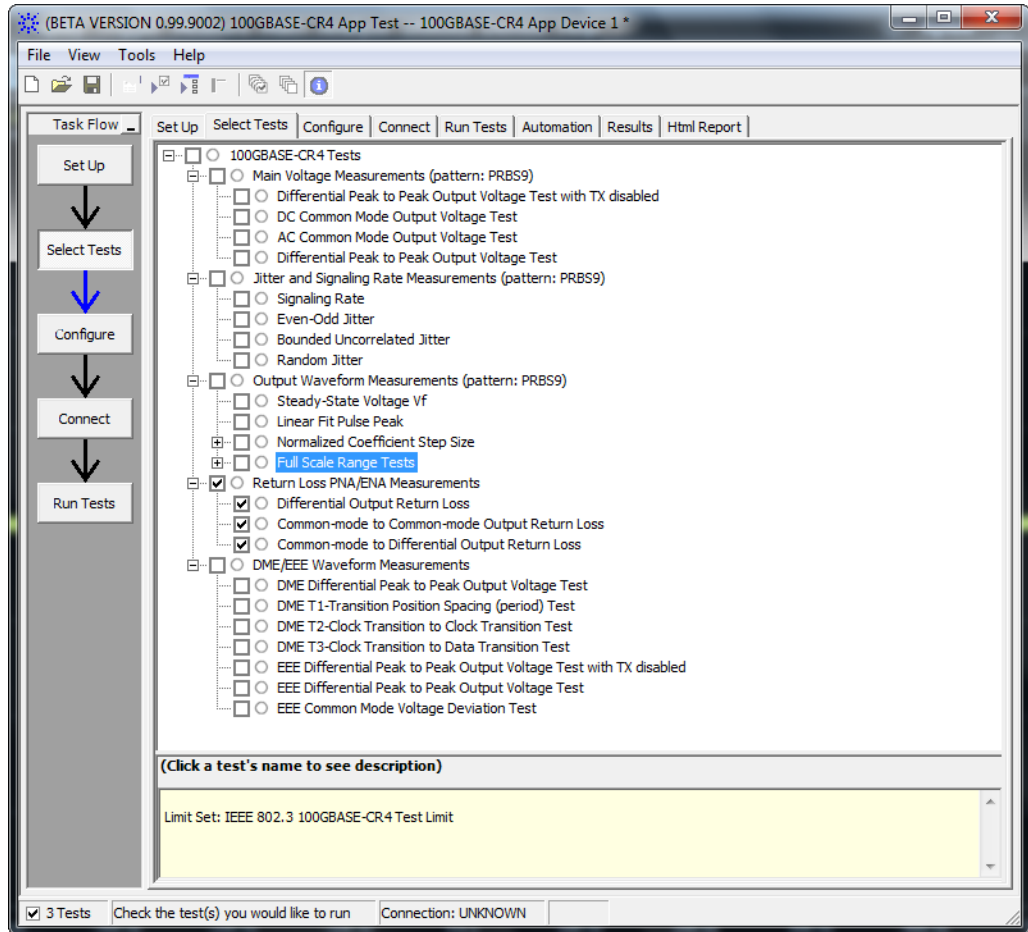 (BETA VERSION 0.99.9002) 100GBASE-CR4 App Test -- 100GBASE-CR4 App Device 1 *
File View Tools Help
Task Flow
Set Up Select Tests Configure Connect Run Tests Automation Results Html Report
Set Up
Select Tests
Configure
Connect
Run Tests
100GBASE-CR4 Tests
Main Voltage Measurements (pattern: PRBS9)
Differential Peak to Peak Output Voltage Test with TX disabled
DC Common Mode Output Voltage Test
AC Common Mode Output Voltage Test
Differential Peak to Peak Output Voltage Test
Jitter and Signaling Rate Measurements (pattern: PRBS9)
Signaling Rate
Even-Odd Jitter
Bounded Uncorrelated Jitter
Random Jitter
Output Waveform Measurements (pattern: PRBS9)
Steady-State Voltage Vf
Linear Fit Pulse Peak
Normalized Coefficient Step Size
Full Scale Range Tests
Return Loss PNA/ENA Measurements
Differential Output Return Loss
Common-mode to Common-mode Output Return Loss
Common-mode to Differential Output Return Loss
DME/EEE Waveform Measurements
DME Differential Peak to Peak Output Voltage Test
DME T1-Transition Position Spacing (period) Test
DME T2-Clock Transition to Clock Transition Test
DME T3-Clock Transition to Data Transition Test
EEE Differential Peak to Peak Output Voltage Test with TX disabled
EEE Differential Peak to Peak Output Voltage Test
EEE Common Mode Voltage Deviation Test
(Click a test's name to see description)
Limit Set: IEEE 802.3 100GBASE-CR4 Test Limit
3 Tests Check the test(s) you would like to run Connection: UNKNOWN